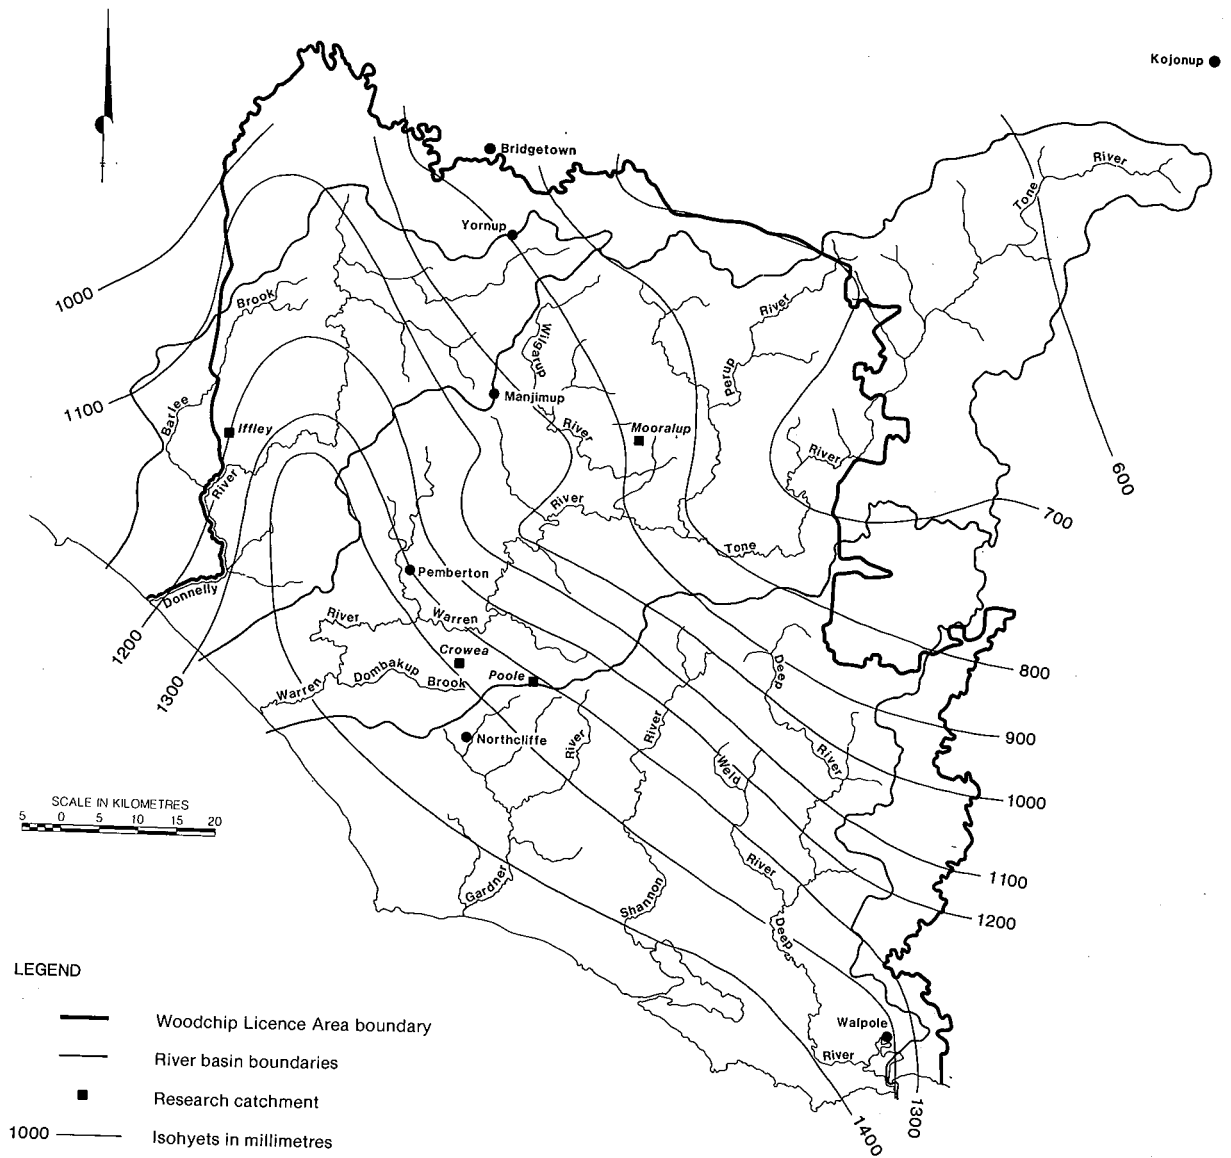 Kojonup
Bridgetown
River
Tone
Yornup
1000
Brook
River
Wilgarup
Perup
1100
Manjimup
Barlee
Iffley
Mooralup
River
River
River
600
River
700
Tone
Pemberton
Donnelly
River
Warren
1200
Crowea
Deep
800
Dombakup
Poole
Brook
Warren
1300
River
900
Northcliffe
River
River
Weld
1000
SCALE IN KILOMETRES
5 0 5 10 15 20
River
1100
Gardner
Shannon
1200
Deep
LEGEND
Walpole
Woodchip Licence Area boundary
River
River basin boundaries
Research catchment
1300
1400
1000
Isohyets in millimetres